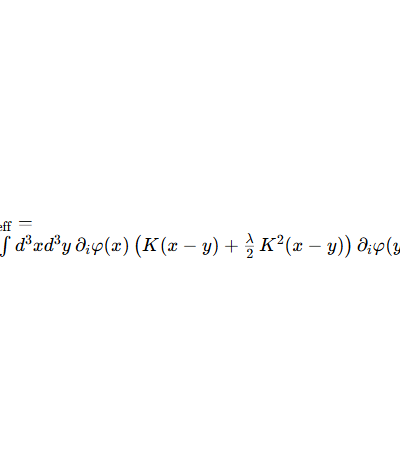 eff =
∫ d³xd³y ∂ᵢφ(x) (K(x − y) + λ/2 K²(x − y)) ∂ᵢφ(y